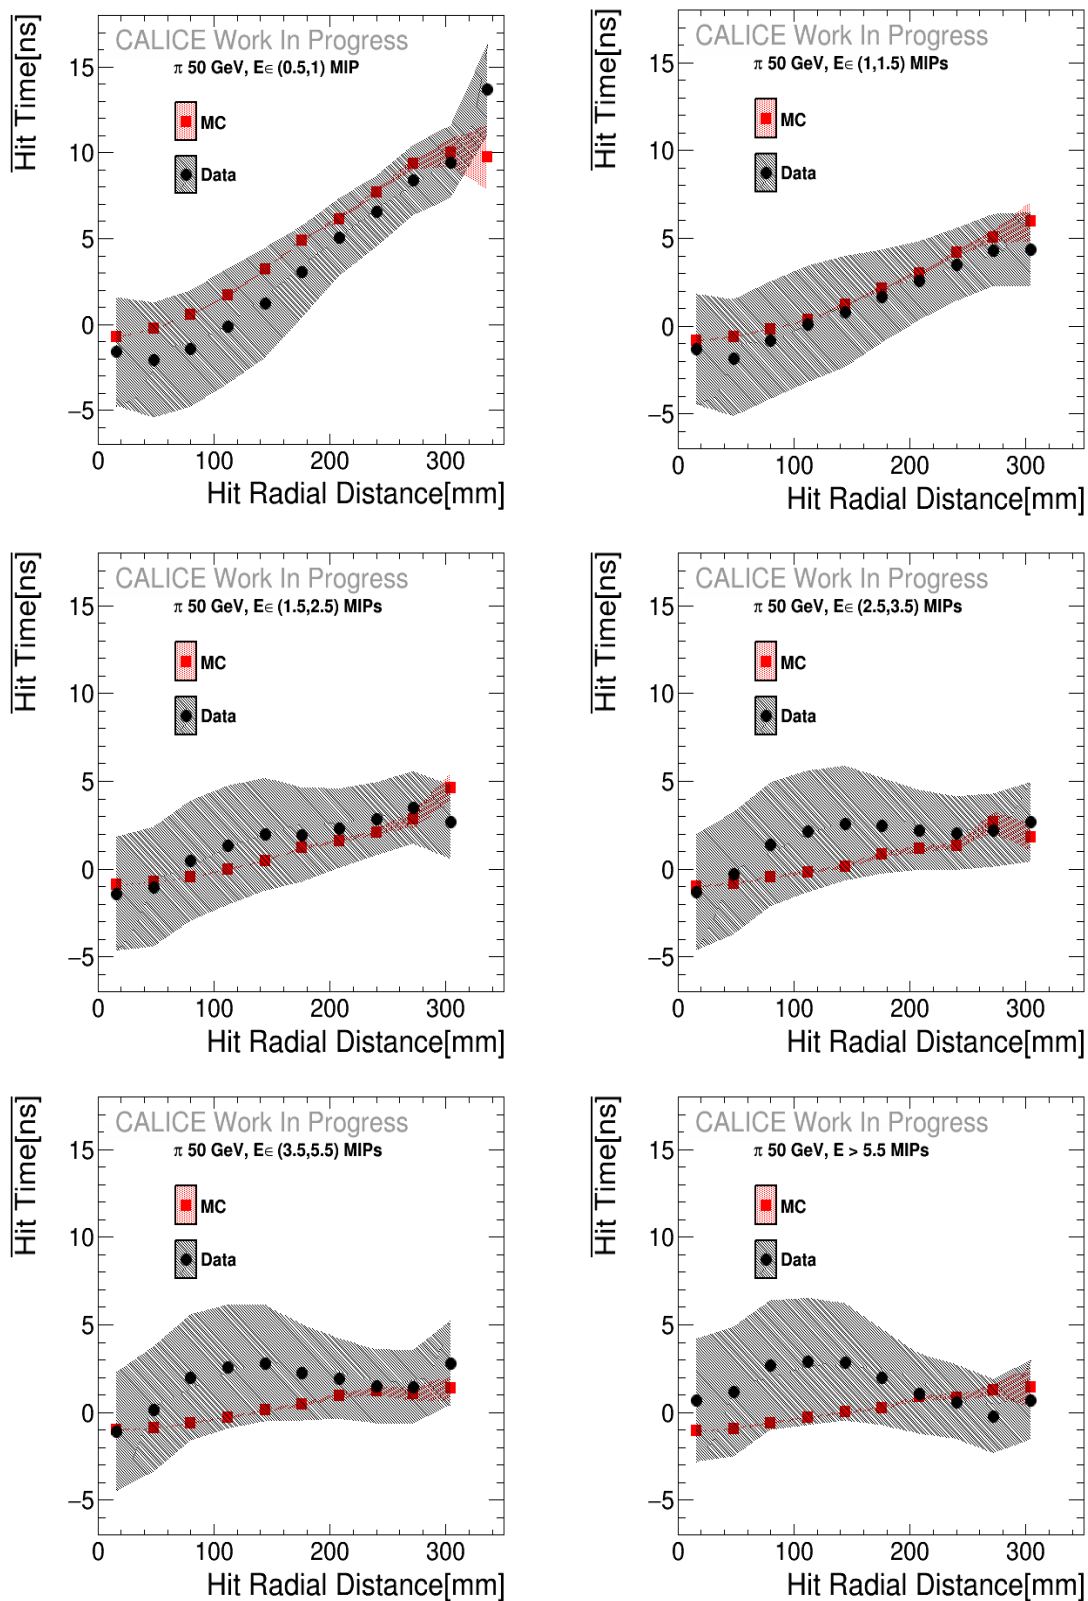 Hit Time[ns]
CALICE Work In Progress
π 50 GeV, E∈ (0.5,1) MIP
MC
Data
15
10
5
0
−5
0 100 200 300
Hit Radial Distance[mm]
Hit Time[ns]
CALICE Work In Progress
π 50 GeV, E∈ (1,1.5) MIPs
MC
Data
15
10
5
0
−5
0 100 200 300
Hit Radial Distance[mm]
Hit Time[ns]
CALICE Work In Progress
π 50 GeV, E∈ (1.5,2.5) MIPs
MC
Data
15
10
5
0
−5
0 100 200 300
Hit Radial Distance[mm]
Hit Time[ns]
CALICE Work In Progress
π 50 GeV, E∈ (2.5,3.5) MIPs
MC
Data
15
10
5
0
−5
0 100 200 300
Hit Radial Distance[mm]
Hit Time[ns]
CALICE Work In Progress
π 50 GeV, E∈ (3.5,5.5) MIPs
MC
Data
15
10
5
0
−5
0 100 200 300
Hit Radial Distance[mm]
Hit Time[ns]
CALICE Work In Progress
π 50 GeV, E > 5.5 MIPs
MC
Data
15
10
5
0
−5
0 100 200 300
Hit Radial Distance[mm]